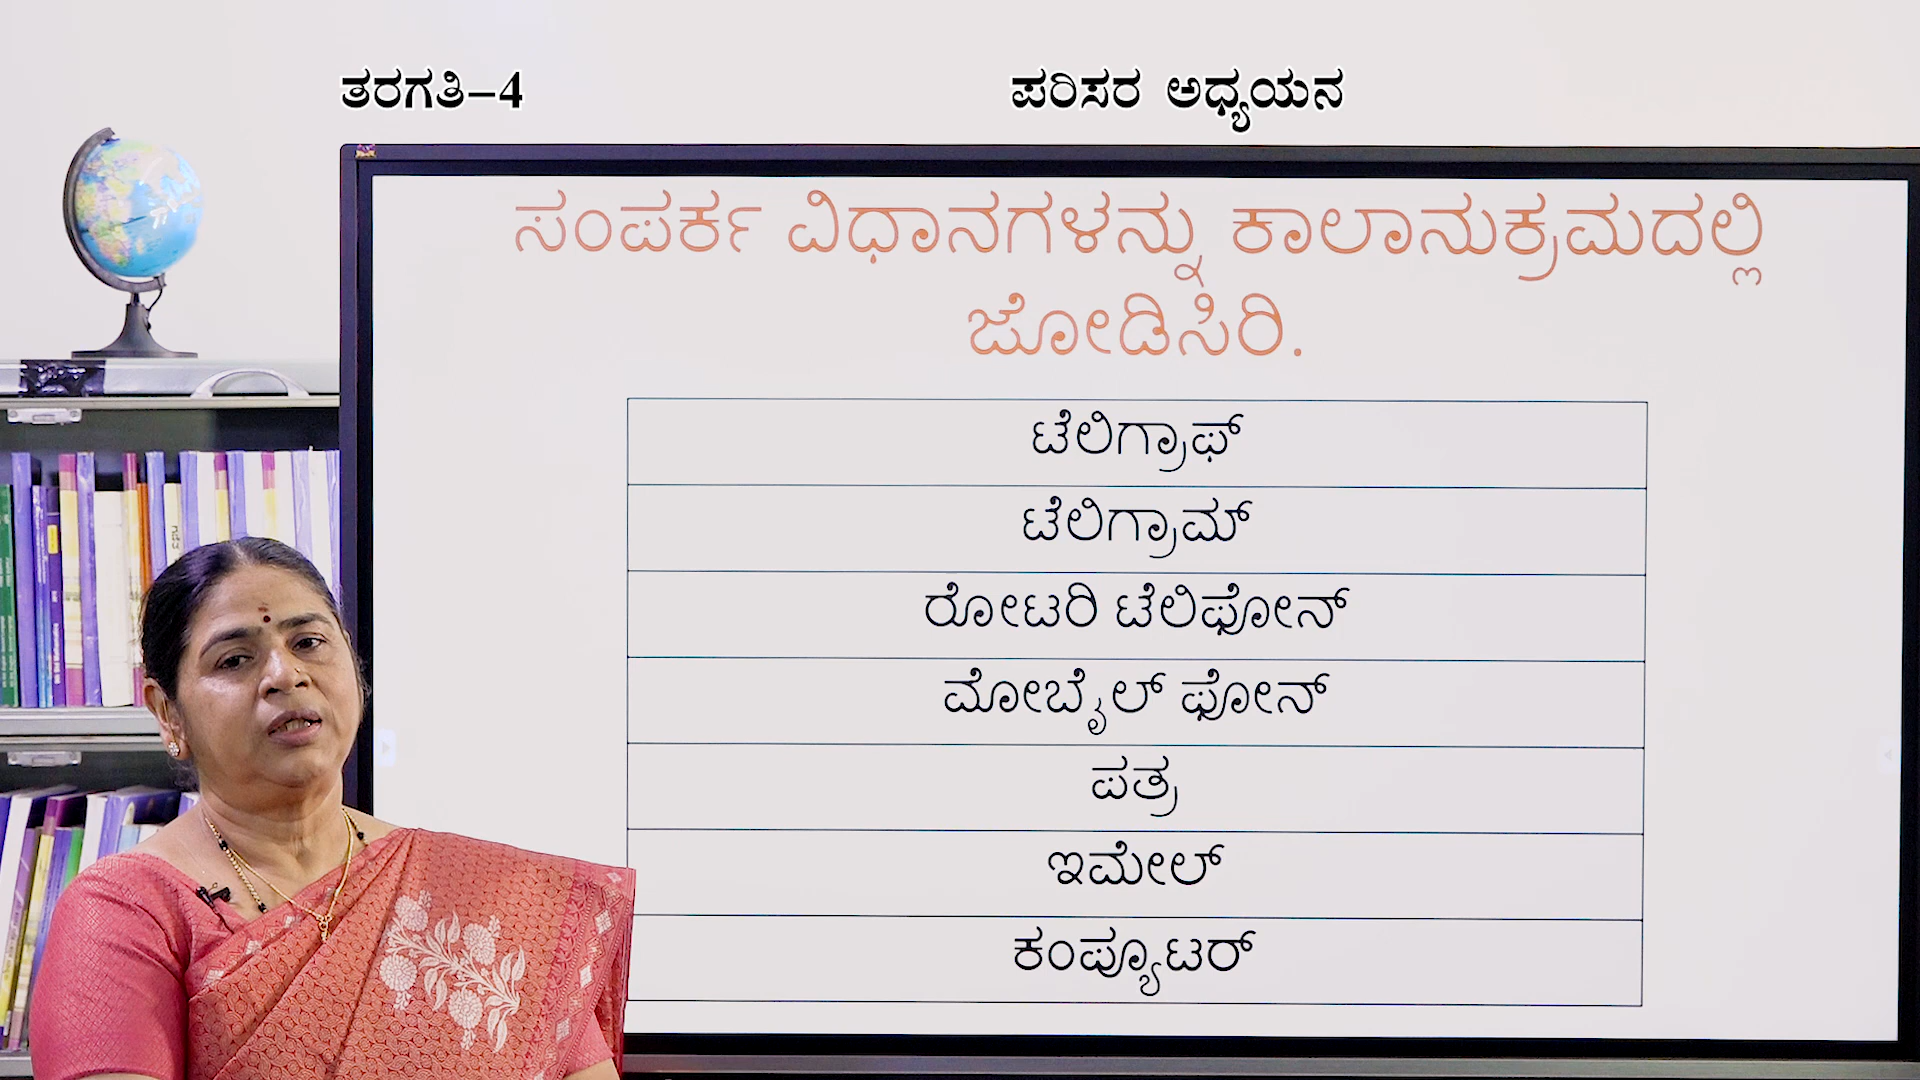 ತರಗತಿ–4
ಪರಿಸರ ಅಧ್ಯಯನ
ಸಂಪರ್ಕ ವಿಧಾನಗಳನ್ನು ಕಾಲಾನುಕ್ರಮದಲ್ಲಿ
ಜೋಡಿಸಿರಿ.
ಟೆಲಿಗ್ರಾಫ್
ಟೆಲಿಗ್ರಾಮ್
ರೋಟರಿ ಟೆಲಿಫೋನ್
ಮೋಬೈಲ್ ಫೋನ್
ಪತ್ರ
ಇಮೇಲ್
ಕಂಪ್ಯೂಟರ್